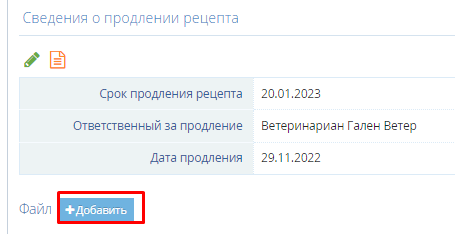 Сведения о продлении рецепта
Срок продления рецепта 20.01.2023
Ответственный за продление Ветеринариан Гален Ветер
Дата продления 29.11.2022
Файл +Добавить